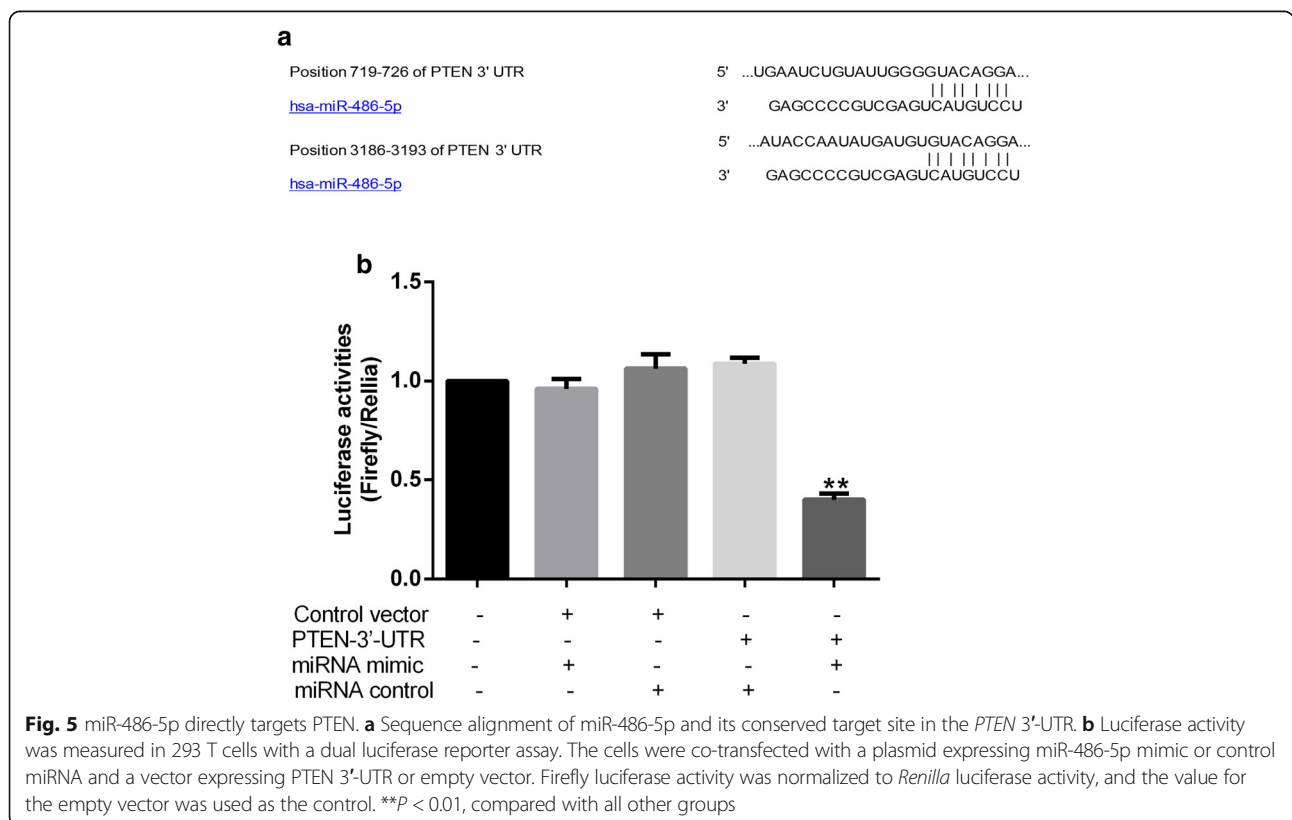 a
Position 719-726 of PTEN 3' UTR 5' ...UGAAUCUGUAUUGGGGUACAGGA...
hsa-miR-486-5p 3' GAGCCCCGUCGAGUCAUGUCCU
Position 3186-3193 of PTEN 3' UTR 5' ...AUACCAAUAUGAUGUGUACAGGA...
hsa-miR-486-5p 3' GAGCCCCGUCGAGUCAUGUCCU
b
Luciferase activities
(Firefly/Rellia)
1.5
1.0
0.5
0.0
**
Control vector - + + - -
PTEN-3'-UTR - - - + +
miRNA mimic - + - - +
miRNA control - - + + -
Fig. 5 miR-486-5p directly targets PTEN. a Sequence alignment of miR-486-5p and its conserved target site in the PTEN 3′-UTR. b Luciferase activity
was measured in 293 T cells with a dual luciferase reporter assay. The cells were co-transfected with a plasmid expressing miR-486-5p mimic or control
miRNA and a vector expressing PTEN 3′-UTR or empty vector. Firefly luciferase activity was normalized to Renilla luciferase activity, and the value for
the empty vector was used as the control. **P < 0.01, compared with all other groups